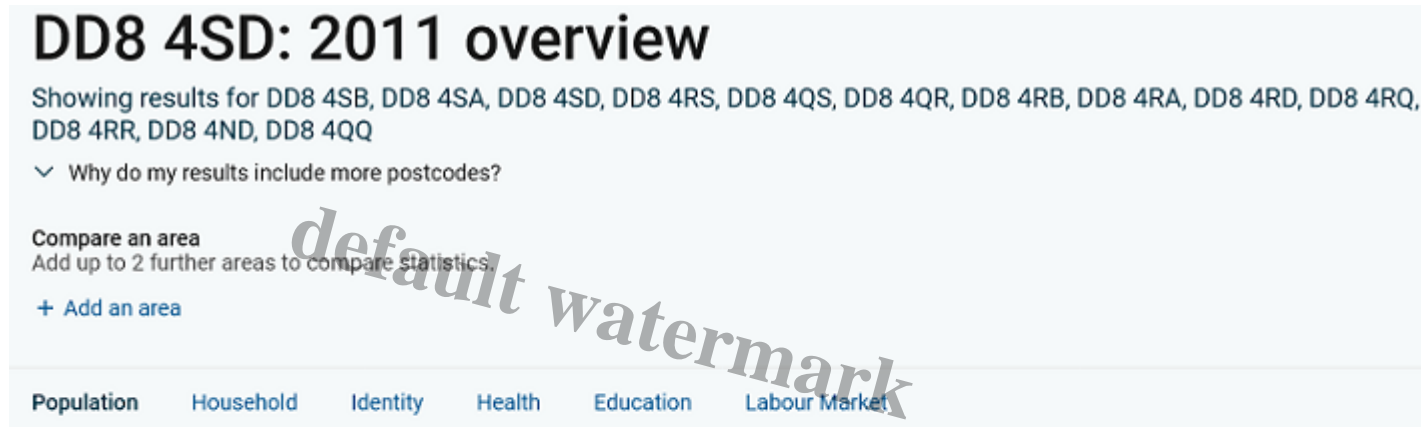 DD8 4SD: 2011 overview
Showing results for DD8 4SB, DD8 4SA, DD8 4SD, DD8 4RS, DD8 4QS, DD8 4QR, DD8 4RB, DD8 4RA, DD8 4RD, DD8 4RQ,
DD8 4RR, DD8 4ND, DD8 4QQ
Why do my results include more postcodes?
Compare an area
Add up to 2 further areas to compare statistics.
+ Add an area
default watermark
Population Household Identity Health Education Labour Market